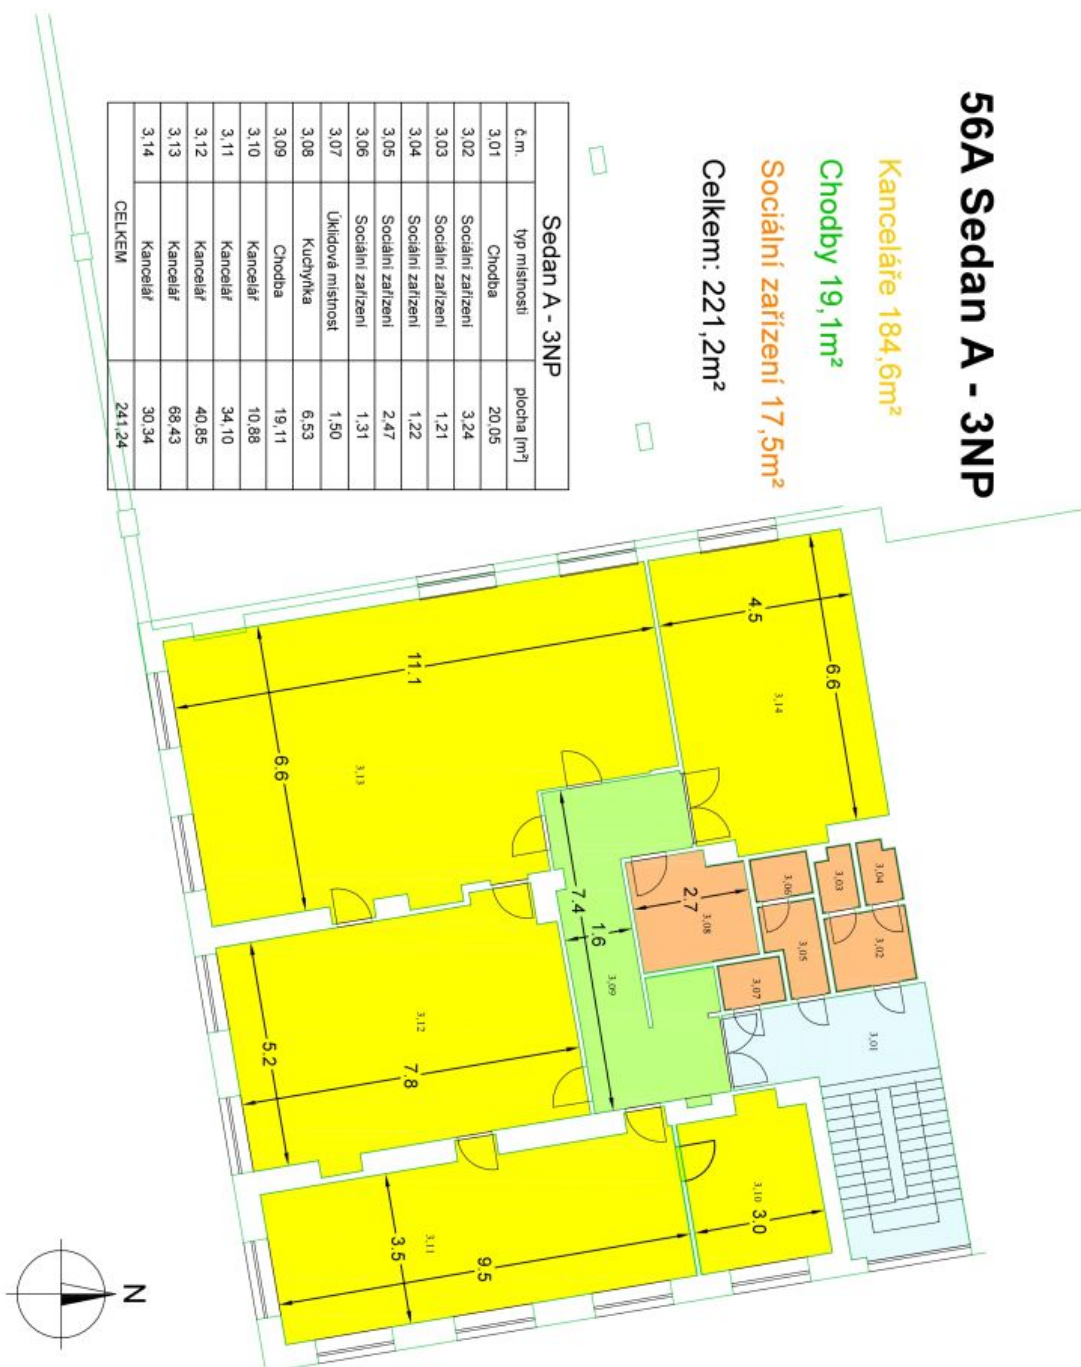 56A Sedan A - 3NP
Kanceláře 184,6m²
Chodby 19,1m²
Sociální zařízení 17,5m²
Celkem: 221,2m²
Sedan A - 3NP
č.m. typ místnosti plocha [m²]
3,01 Chodba 20,05
3,02 Sociální zařízení 3,24
3,03 Sociální zařízení 1,21
3,04 Sociální zařízení 1,22
3,05 Sociální zařízení 2,47
3,06 Sociální zařízení 1,31
3,07 Úklidová místnost 1,50
3,08 Kuchyňka 6,53
3,09 Chodba 19,11
3,10 Kancelář 10,88
3,11 Kancelář 34,10
3,12 Kancelář 40,85
3,13 Kancelář 68,43
3,14 Kancelář 30,34
CELKEM 241,24
4.5
6.6
3,14
11.1
6.6
3,13
3,04
3,03
3,06
2.7
3,08
3,05
3,02
7.4
1.6
3,09
3,07
3,01
3,12
5.2
7.8
3,10
3.0
3,11
3.5
9.5
N